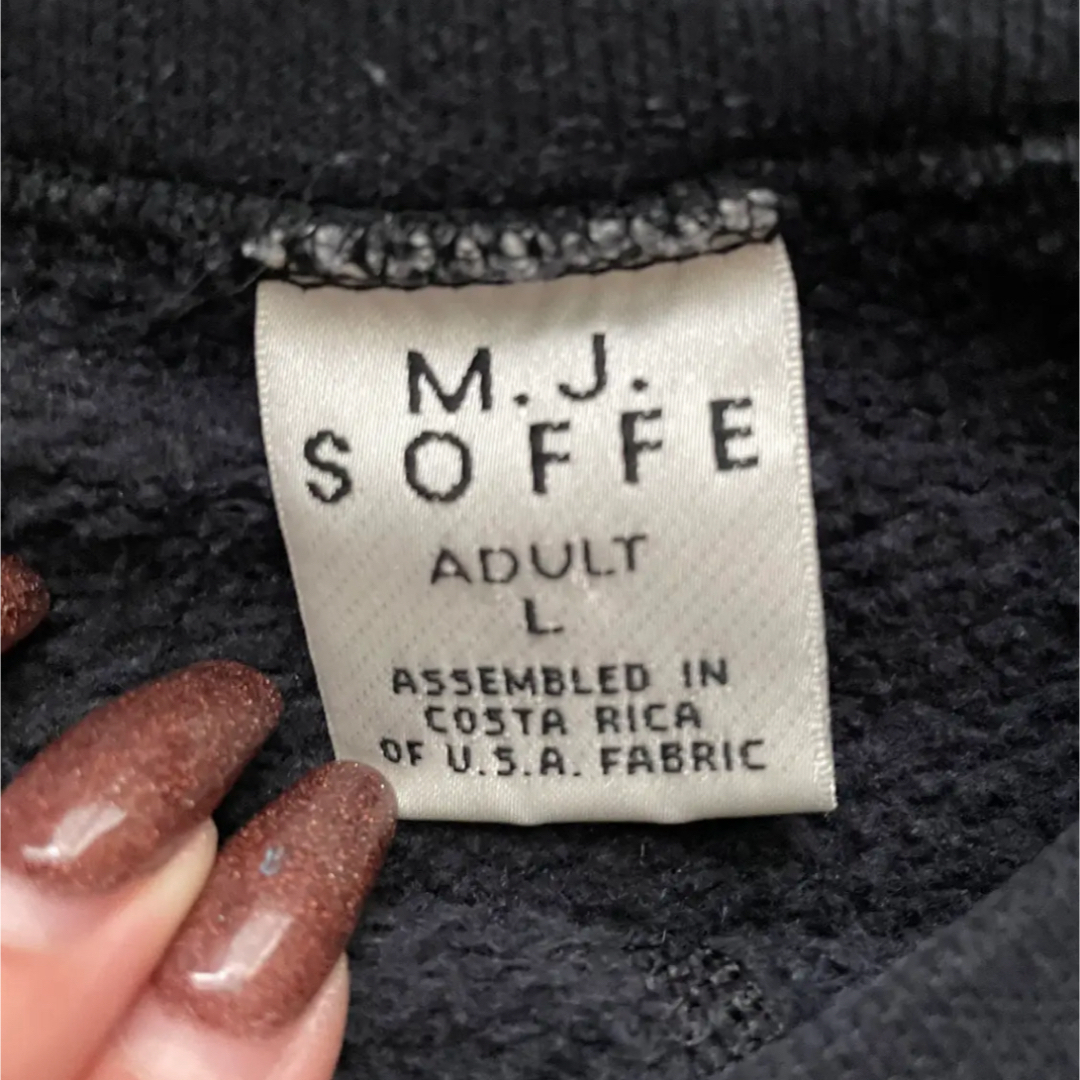 M.J.
SOFFE
ADULT
L
ASSEMBLED IN
COSTA RICA
OF U.S.A. FABRIC